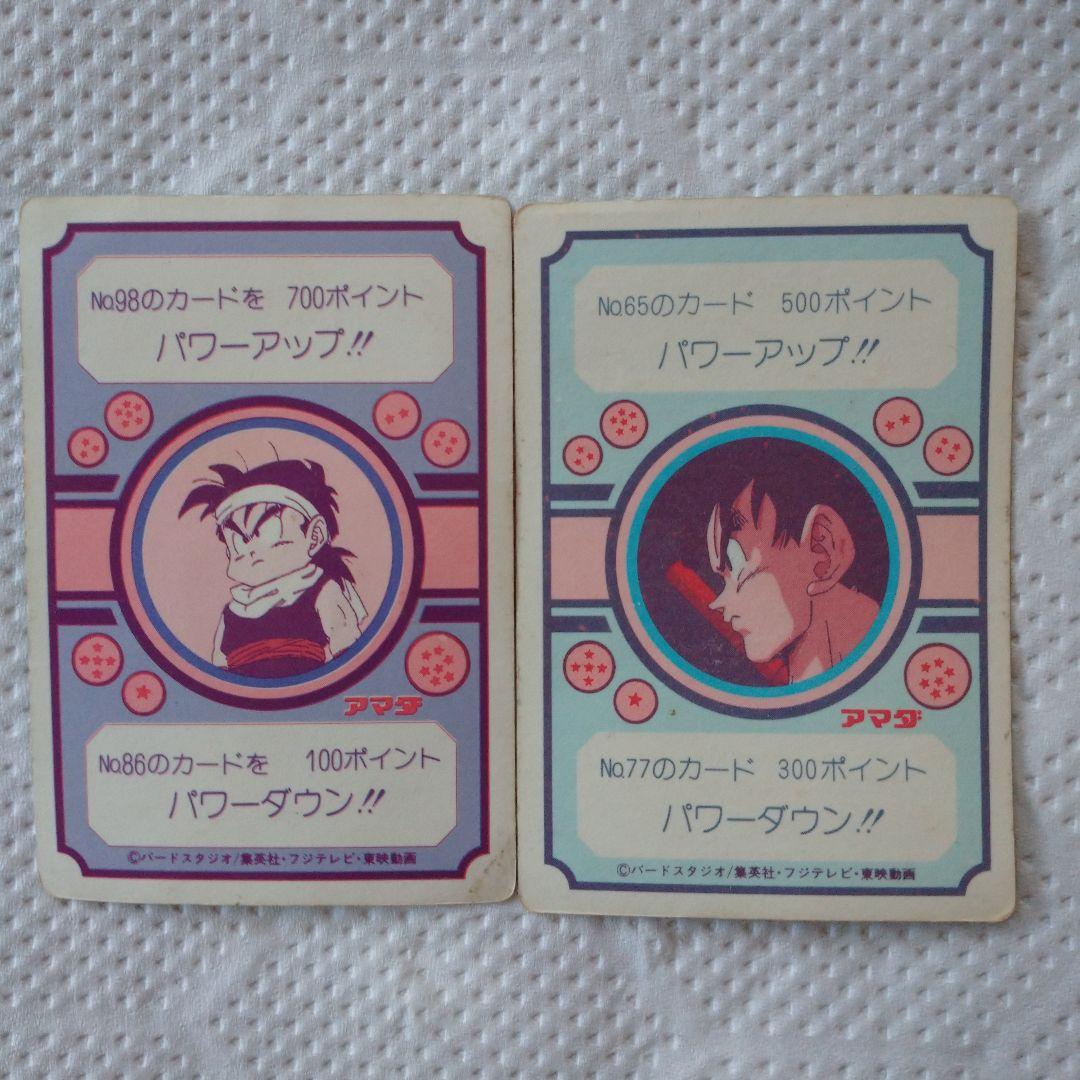 No.98のカードを 700ポイント
パワーアップ!!
アマダ
No.86のカードを 100ポイント
パワーダウン!!
©バードスタジオ/集英社・フジテレビ・東映動画
No.65のカード 500ポイント
パワーアップ!!
アマダ
No.77のカード 300ポイント
パワーダウン!!
©バードスタジオ/集英社・フジテレビ・東映動画